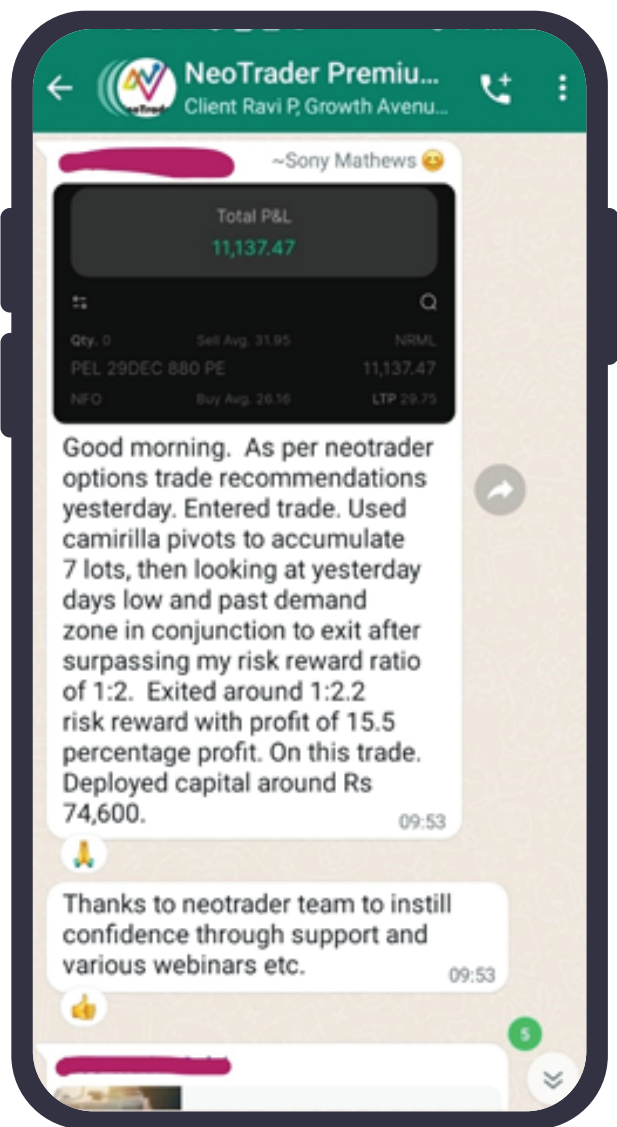 NeoTrader Premiu...
Client Ravi P, Growth Avenu...
~Sony Mathews 😊
Total P&L
11,137.47
Qty. 0 Sell Avg. 31.95 NRML
PEL 29DEC 880 PE 11,137.47
NFO Buy Avg. 26.16 LTP 29.75
Good morning. As per neotrader
options trade recommendations
yesterday. Entered trade. Used
camirilla pivots to accumulate
7 lots, then looking at yesterday
days low and past demand
zone in conjunction to exit after
surpassing my risk reward ratio
of 1:2. Exited around 1:2.2
risk reward with profit of 15.5
percentage profit. On this trade.
Deployed capital around Rs
74,600.
09:53
Thanks to neotrader team to instill
confidence through support and
various webinars etc.
09:53
5